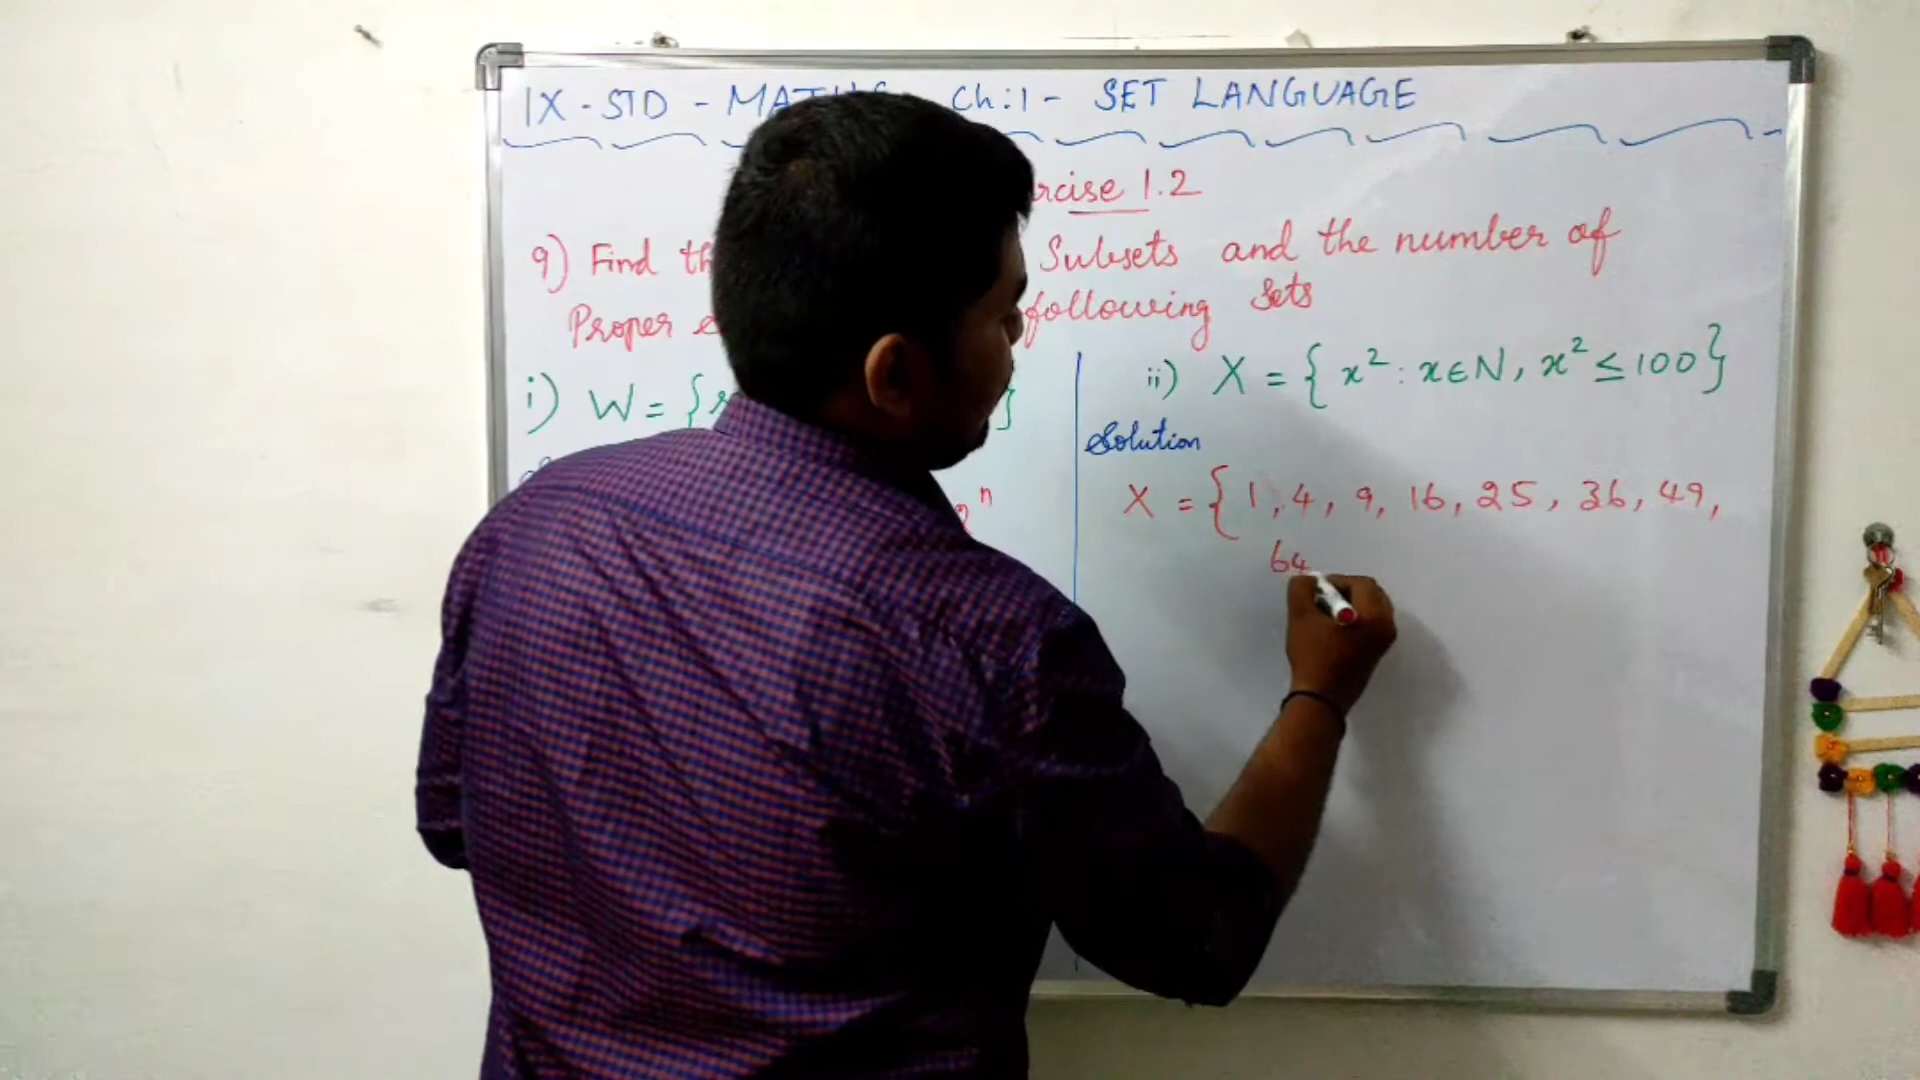 IX - STD - MATHS Ch:1 - SET LANGUAGE
rcise 1.2
9) Find th Subsets and the number of
Proper following Sets
i) W = { }
ii) X = { x² : x∈N, x² ≤ 100}
Solution
n
X = { 1, 4, 9, 16, 25, 36, 49,
64